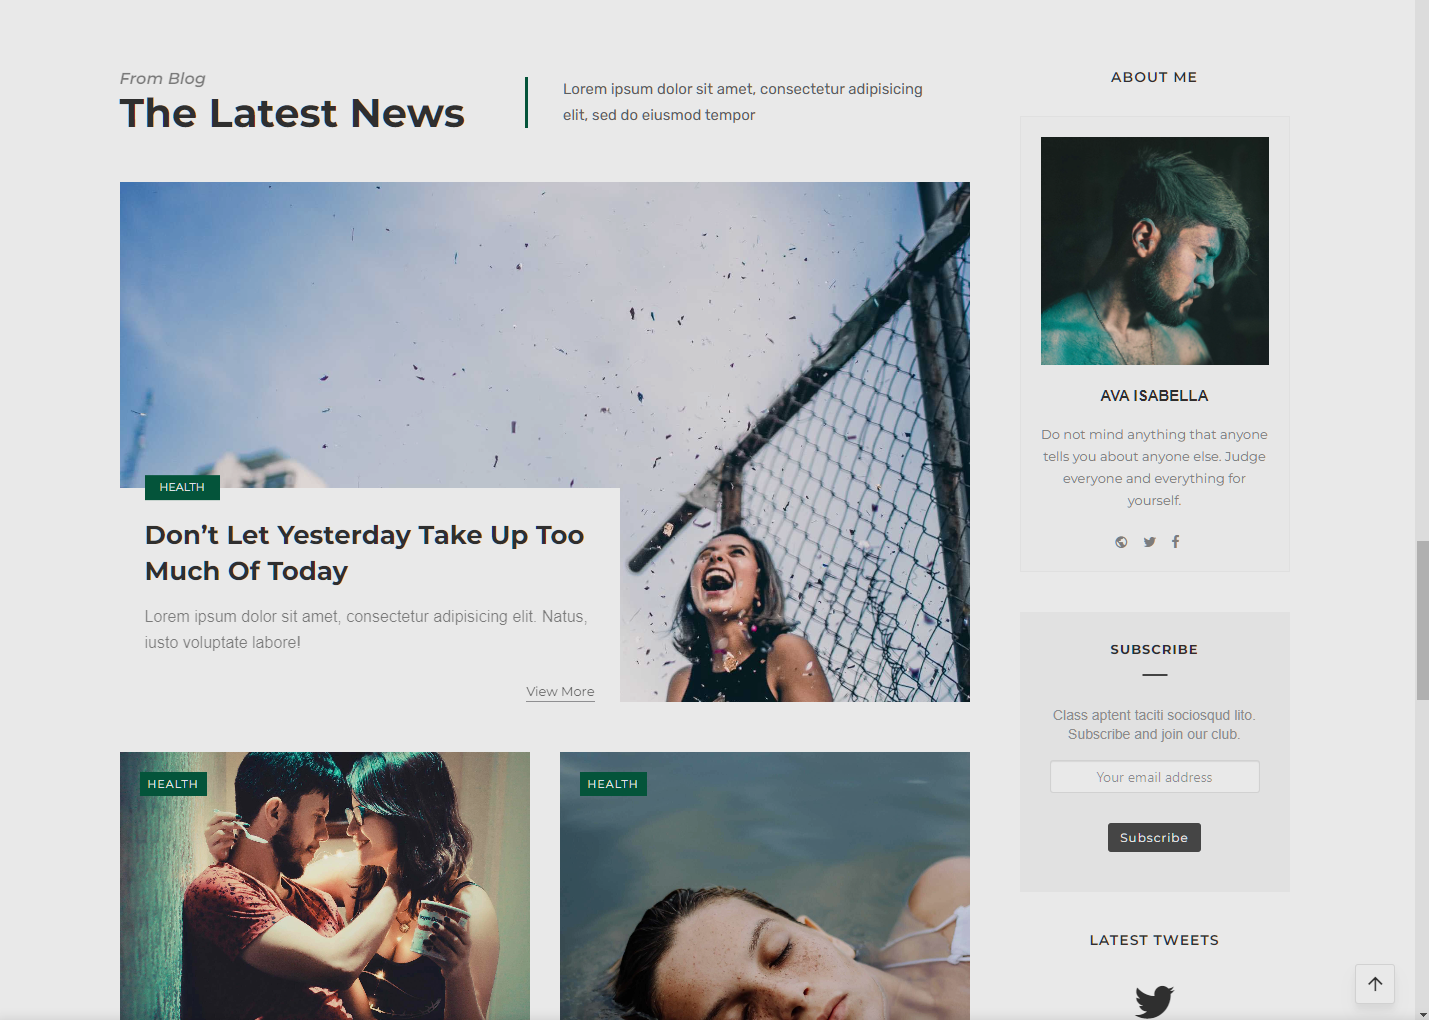 From Blog
The Latest News
Lorem ipsum dolor sit amet, consectetur adipisicing
elit, sed do eiusmod tempor
HEALTH
Don’t Let Yesterday Take Up Too
Much Of Today
Lorem ipsum dolor sit amet, consectetur adipisicing elit. Natus,
iusto voluptate labore!
View More
HEALTH
HEALTH
ABOUT ME
AVA ISABELLA
Do not mind anything that anyone
tells you about anyone else. Judge
everyone and everything for
yourself.
SUBSCRIBE
Class aptent taciti sociosqud lito.
Subscribe and join our club.
Your email address
Subscribe
LATEST TWEETS